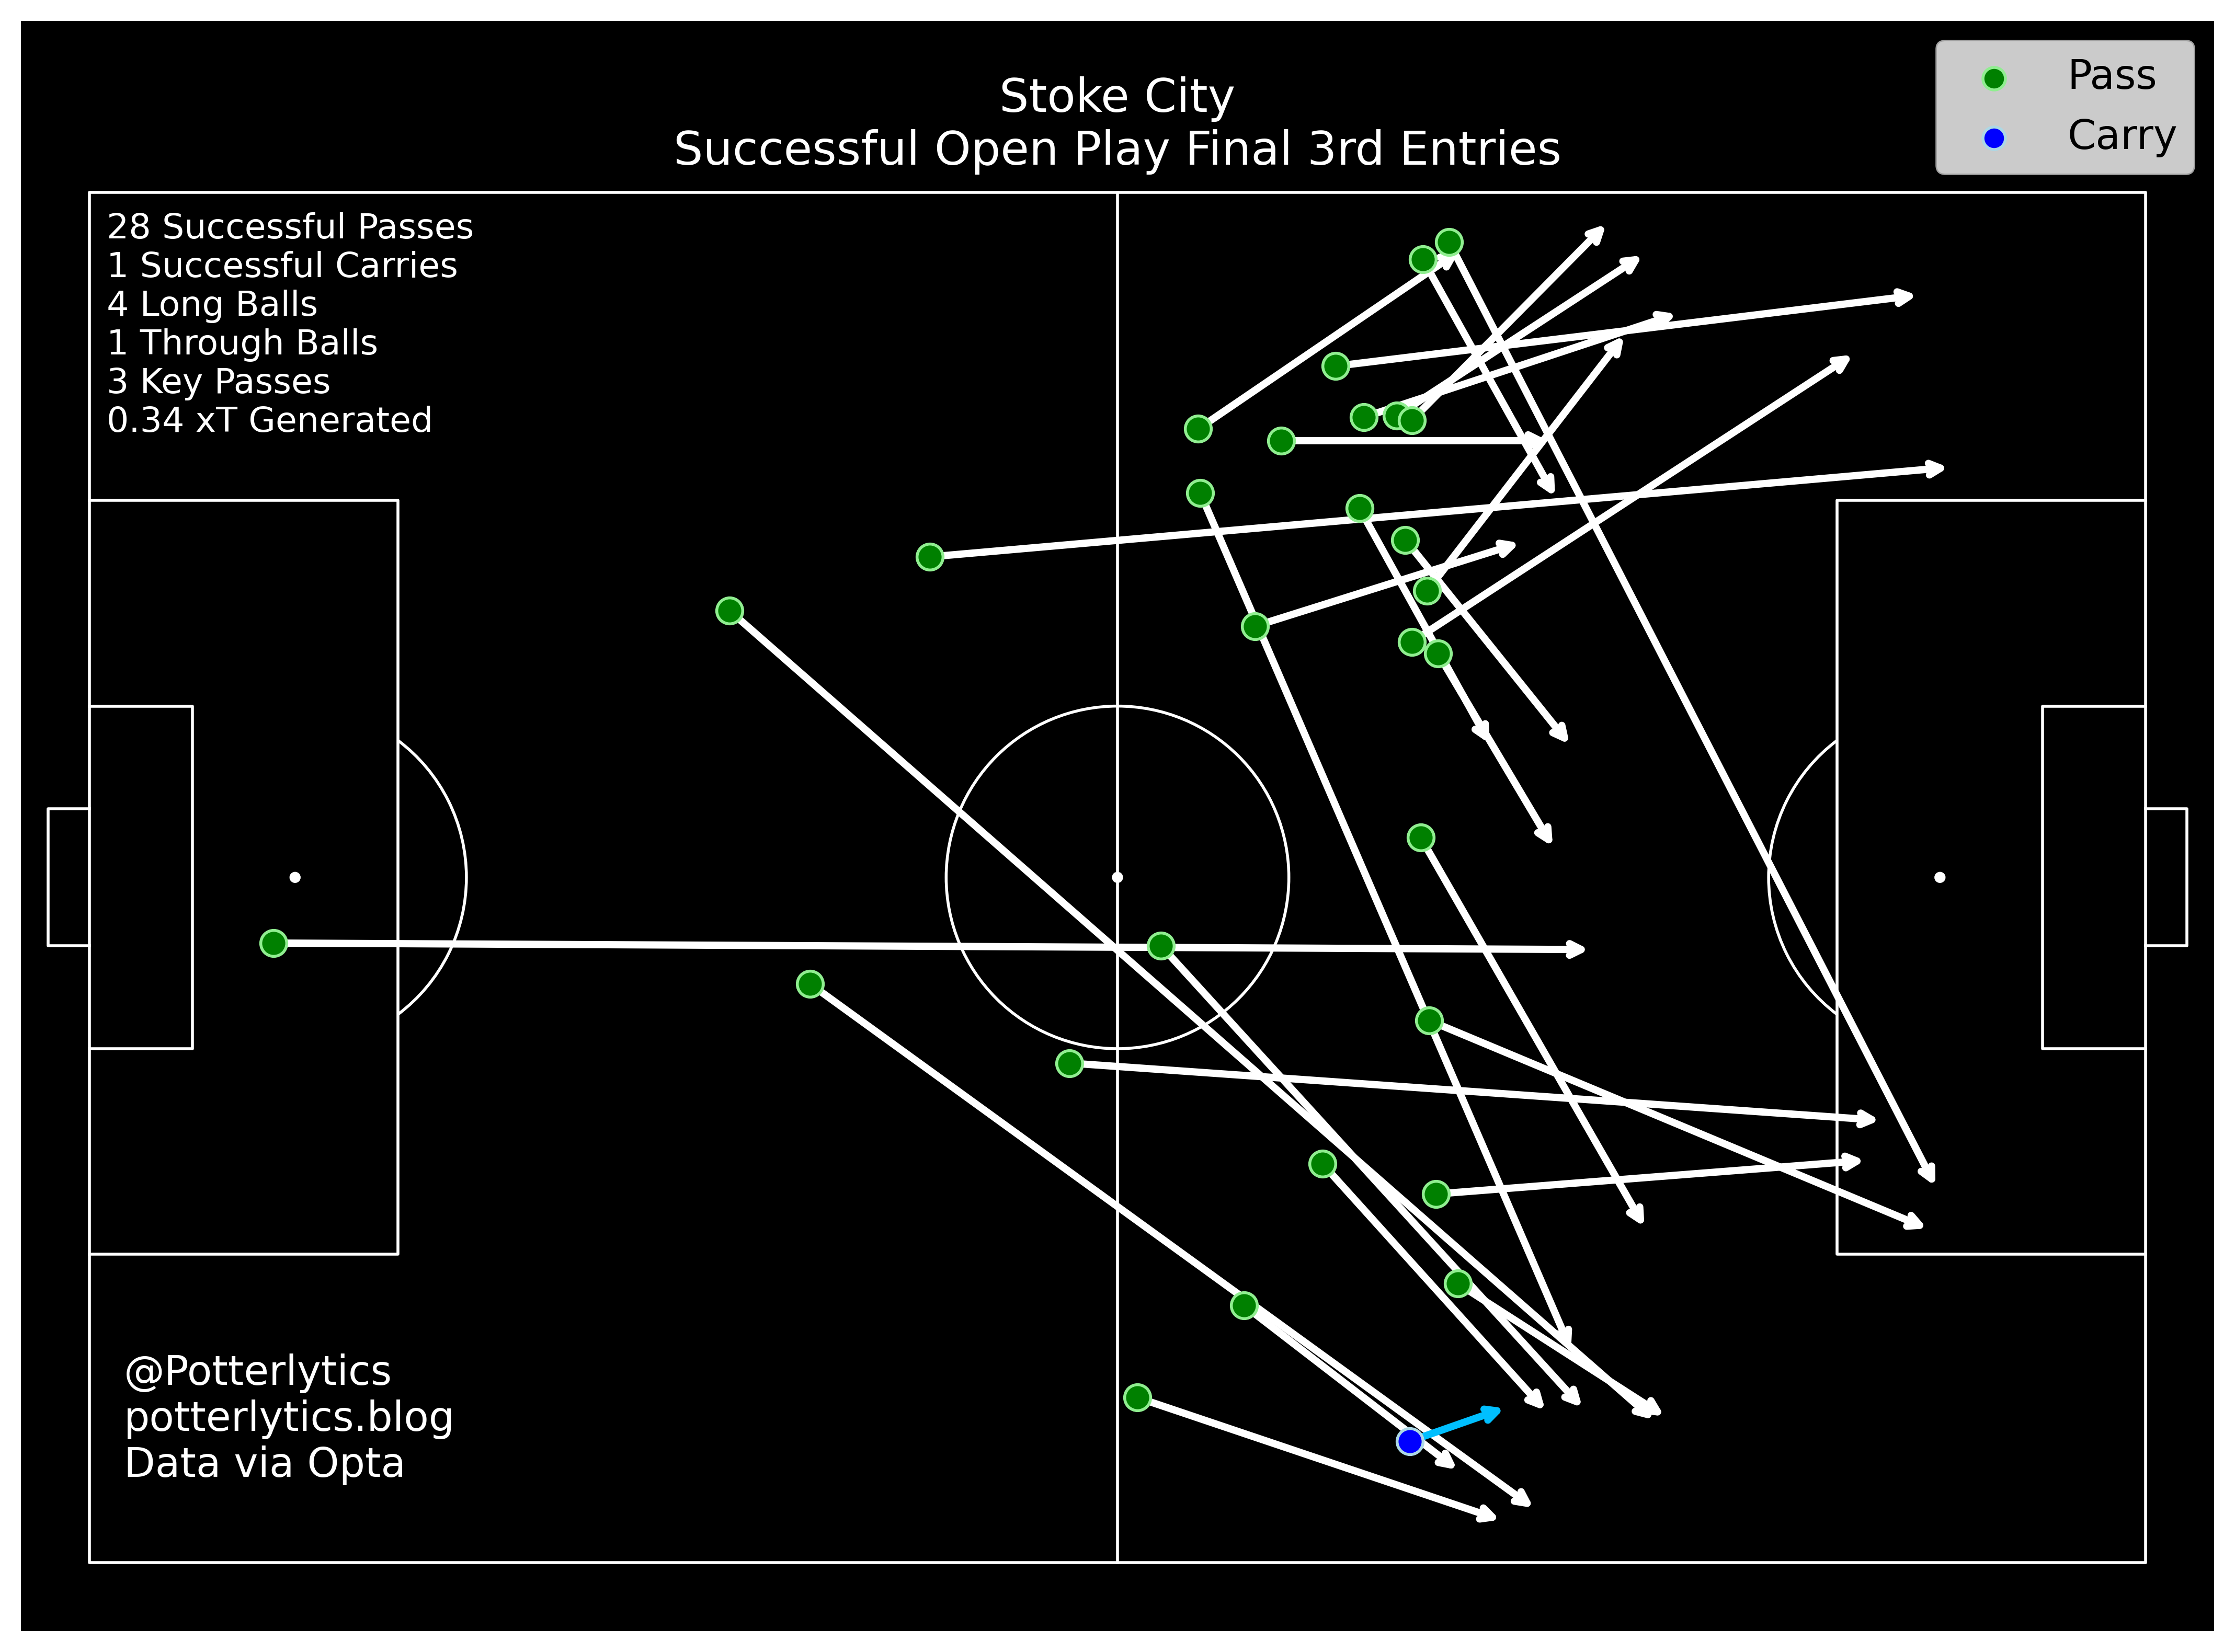 Stoke City
Successful Open Play Final 3rd Entries
Pass
Carry
28 Successful Passes
1 Successful Carries
4 Long Balls
1 Through Balls
3 Key Passes
0.34 xT Generated
@Potterlytics
potterlytics.blog
Data via Opta